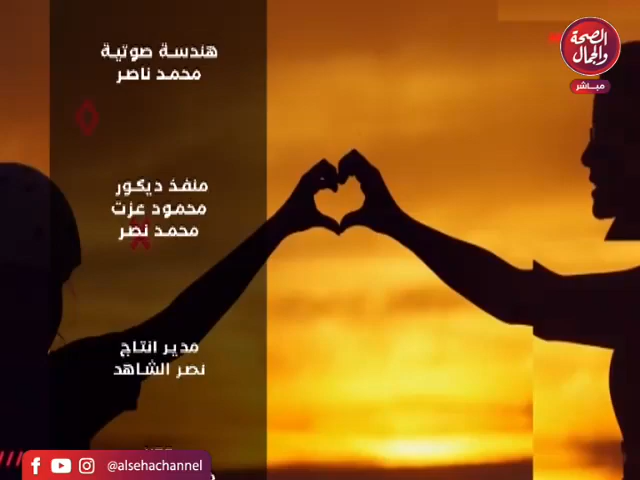 هندسة صوتية
محمد ناصر
منفذ ديكور
محمود عزت
محمد نصر
مدير انتاج
نصر الشاهد
الصحة
والجمال
مباشر
@alsehachannel